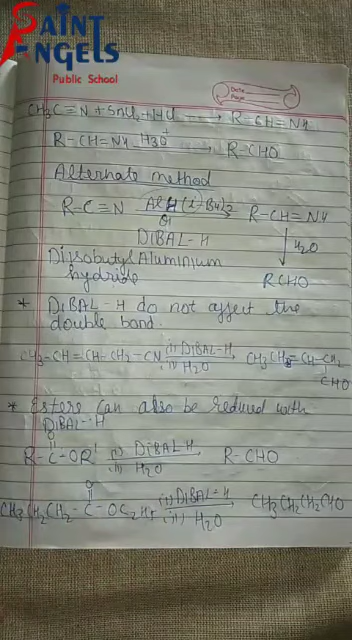 SAINT
ANGELS
Public School
Date
Page
CH3C≡N + SnCl2 + HCl ----> R-CH=NH
R-CH=NH H3O+ -> R-CHO
Alternate method
R-C≡N AlH(i-Bu)2 -> R-CH=NH
Or
DIBAL-H
↓H2O
Diisobutyl Aluminium
hydride
RCHO
* DIBAL-H do not affect the
double bond.
CH3-CH=CH-CH2-CN (i) DIBAL-H, (ii) H2O CH3CH=CH-CH2
CHO
* Esters can also be reduced with
DIBAL-H
O
R-C-OR' (i) DIBAL H (ii) H2O R-CHO
O
CH3CH2CH2-C-OC2H5 (i) DIBAL-H (ii) H2O CH3CH2CH2CHO